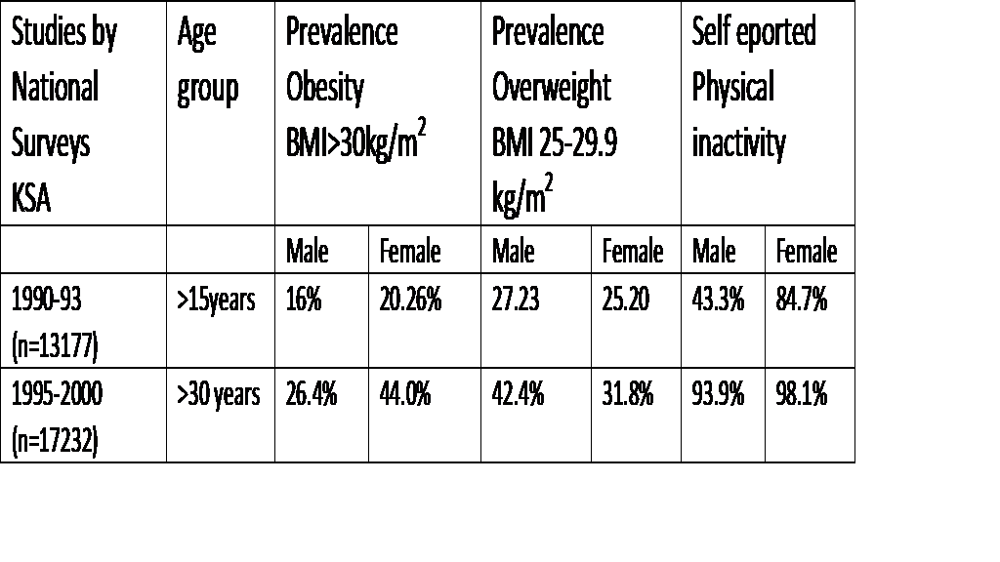 Studies by National Surveys KSA
Age group
Prevalence Obesity BMI>30kg/m²
Prevalence Overweight BMI 25-29.9 kg/m²
Self eported Physical inactivity
Male Female Male Female Male Female
1990-93 (n=13177) >15years 16% 20.26% 27.23 25.20 43.3% 84.7%
1995-2000 (n=17232) >30 years 26.4% 44.0% 42.4% 31.8% 93.9% 98.1%